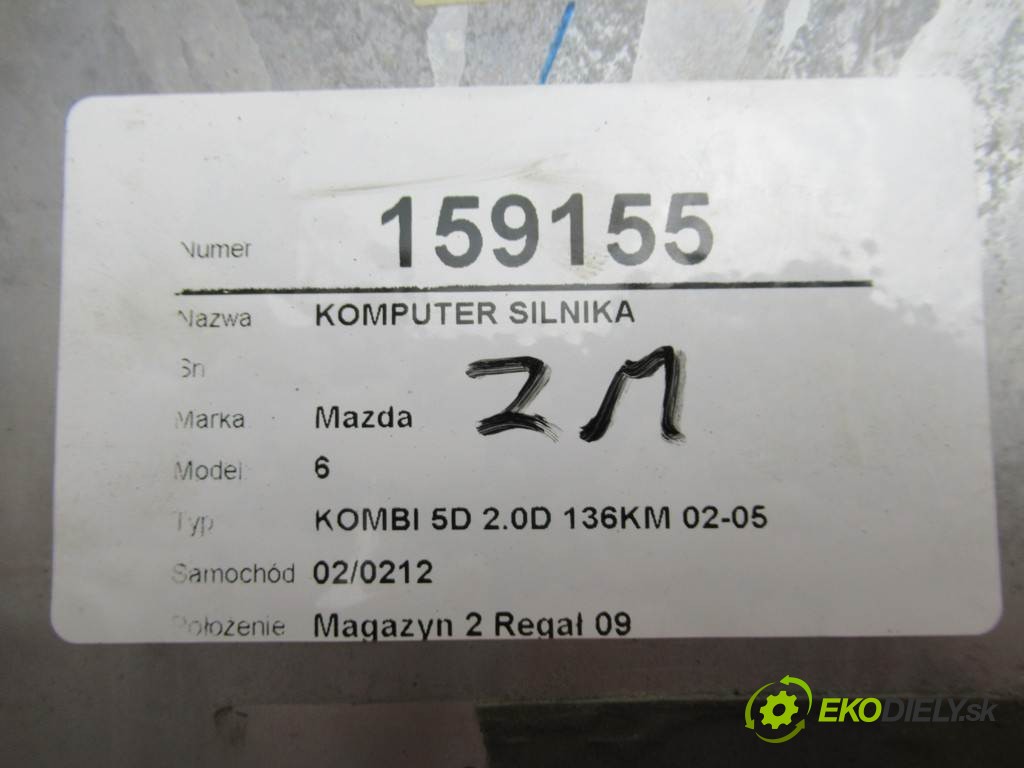 Numer 159155
Nazwa KOMPUTER SILNIKA
Sn
Marka Mazda
Model 6
Typ KOMBI 5D 2.0D 136KM 02-05
Samochód 02/0212
Położenie Magazyn 2 Regał 09
EKODIELY.sk